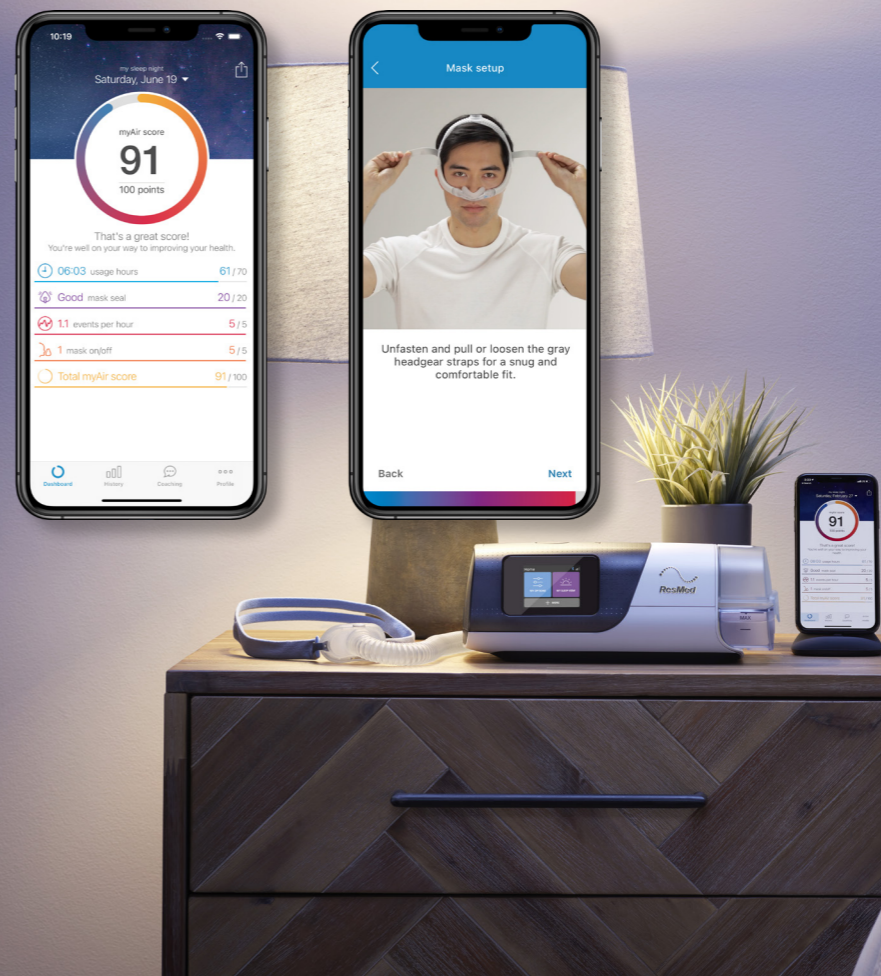 10:19
my sleep night
Saturday, June 19
myAir score
91
100 points
That's a great score!
You're well on your way to improving your health.
06:03 usage hours 61 / 70
Good mask seal 20 / 20
1.1 events per hour 5 / 5
1 mask on/off 5 / 5
Total myAir score 91 / 100
Dashboard History Coaching Profile
Mask setup
Unfasten and pull or loosen the gray
headgear straps for a snug and
comfortable fit.
Back Next
ResMed
MAX
Saturday, February 27
91